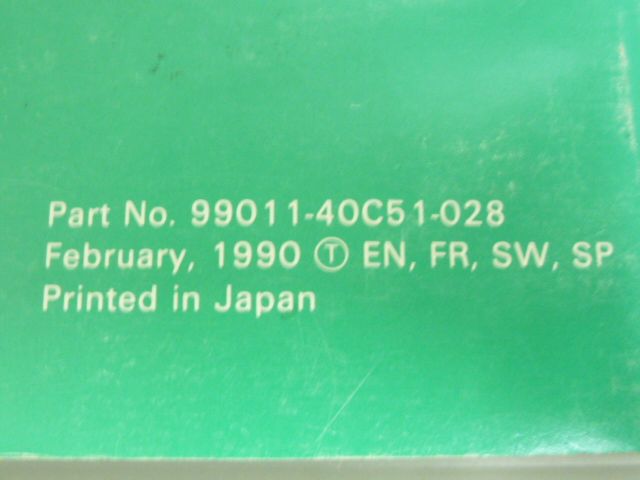 Part No. 99011-40C51-028
February, 1990 Ⓣ EN, FR, SW, SP
Printed in Japan